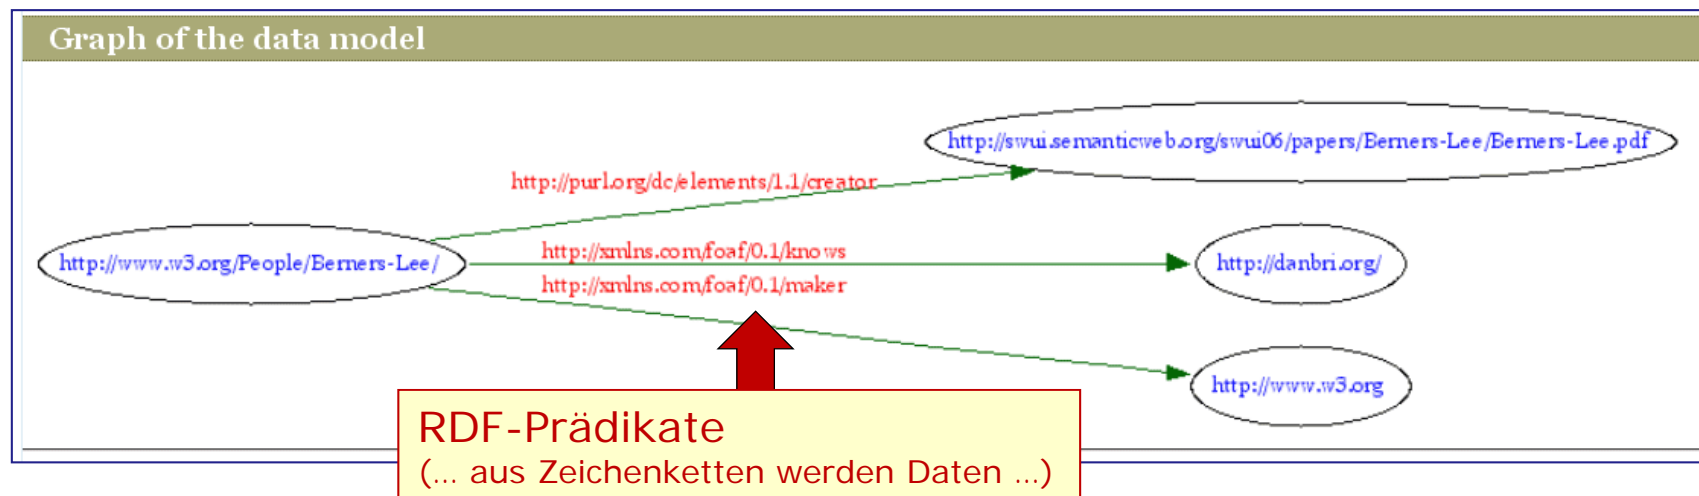 Graph of the data model
http://swui.semanticweb.org/swui06/papers/Berners-Lee/Berners-Lee.pdf
http://purl.org/dc/elements/1.1/creator
http://www.w3.org/People/Berners-Lee/
http://xmlns.com/foaf/0.1/knows
http://danbri.org/
http://xmlns.com/foaf/0.1/maker
http://www.w3.org
RDF-Prädikate
(... aus Zeichenketten werden Daten ...)